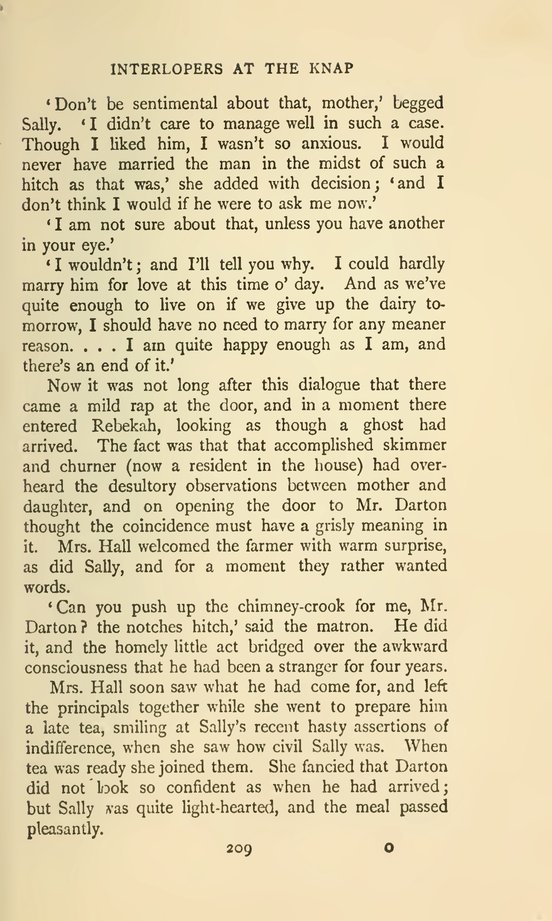 INTERLOPERS AT THE KNAP
‘Don’t be sentimental about that, mother,’ begged
Sally. ‘I didn’t care to manage well in such a case.
Though I liked him, I wasn’t so anxious. I would
never have married the man in the midst of such a
hitch as that was,’ she added with decision; ‘and I
don’t think I would if he were to ask me now.’
‘I am not sure about that, unless you have another
in your eye.’
‘I wouldn’t; and I’ll tell you why. I could hardly
marry him for love at this time o’ day. And as we’ve
quite enough to live on if we give up the dairy to-
morrow, I should have no need to marry for any meaner
reason. . . . I am quite happy enough as I am, and
there’s an end of it.’
Now it was not long after this dialogue that there
came a mild rap at the door, and in a moment there
entered Rebekah, looking as though a ghost had
arrived. The fact was that that accomplished skimmer
and churner (now a resident in the house) had over-
heard the desultory observations between mother and
daughter, and on opening the door to Mr. Darton
thought the coincidence must have a grisly meaning in
it. Mrs. Hall welcomed the farmer with warm surprise,
as did Sally, and for a moment they rather wanted
words.
‘Can you push up the chimney-crook for me, Mr.
Darton? the notches hitch,’ said the matron. He did
it, and the homely little act bridged over the awkward
consciousness that he had been a stranger for four years.
Mrs. Hall soon saw what he had come for, and left
the principals together while she went to prepare him
a late tea, smiling at Sally’s recent hasty assertions of
indifference, when she saw how civil Sally was. When
tea was ready she joined them. She fancied that Darton
did not look so confident as when he had arrived;
but Sally was quite light-hearted, and the meal passed
pleasantly.
209 O